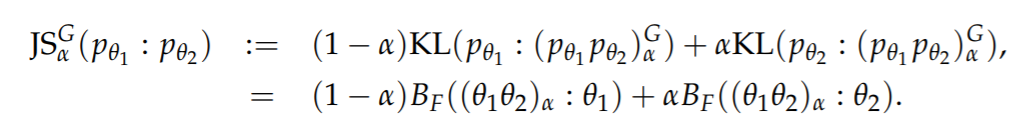 JS^G_α(p_{θ_1} : p_{θ_2}) := (1 − α)KL(p_{θ_1} : (p_{θ_1}p_{θ_2})^G_α) + αKL(p_{θ_2} : (p_{θ_1}p_{θ_2})^G_α),
= (1 − α)B_F((θ_1θ_2)_α : θ_1) + αB_F((θ_1θ_2)_α : θ_2).